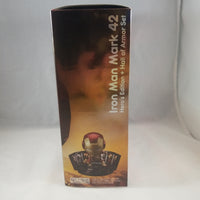 Iron Man Mark 42
Hero's Edition + Hall of Armor Set